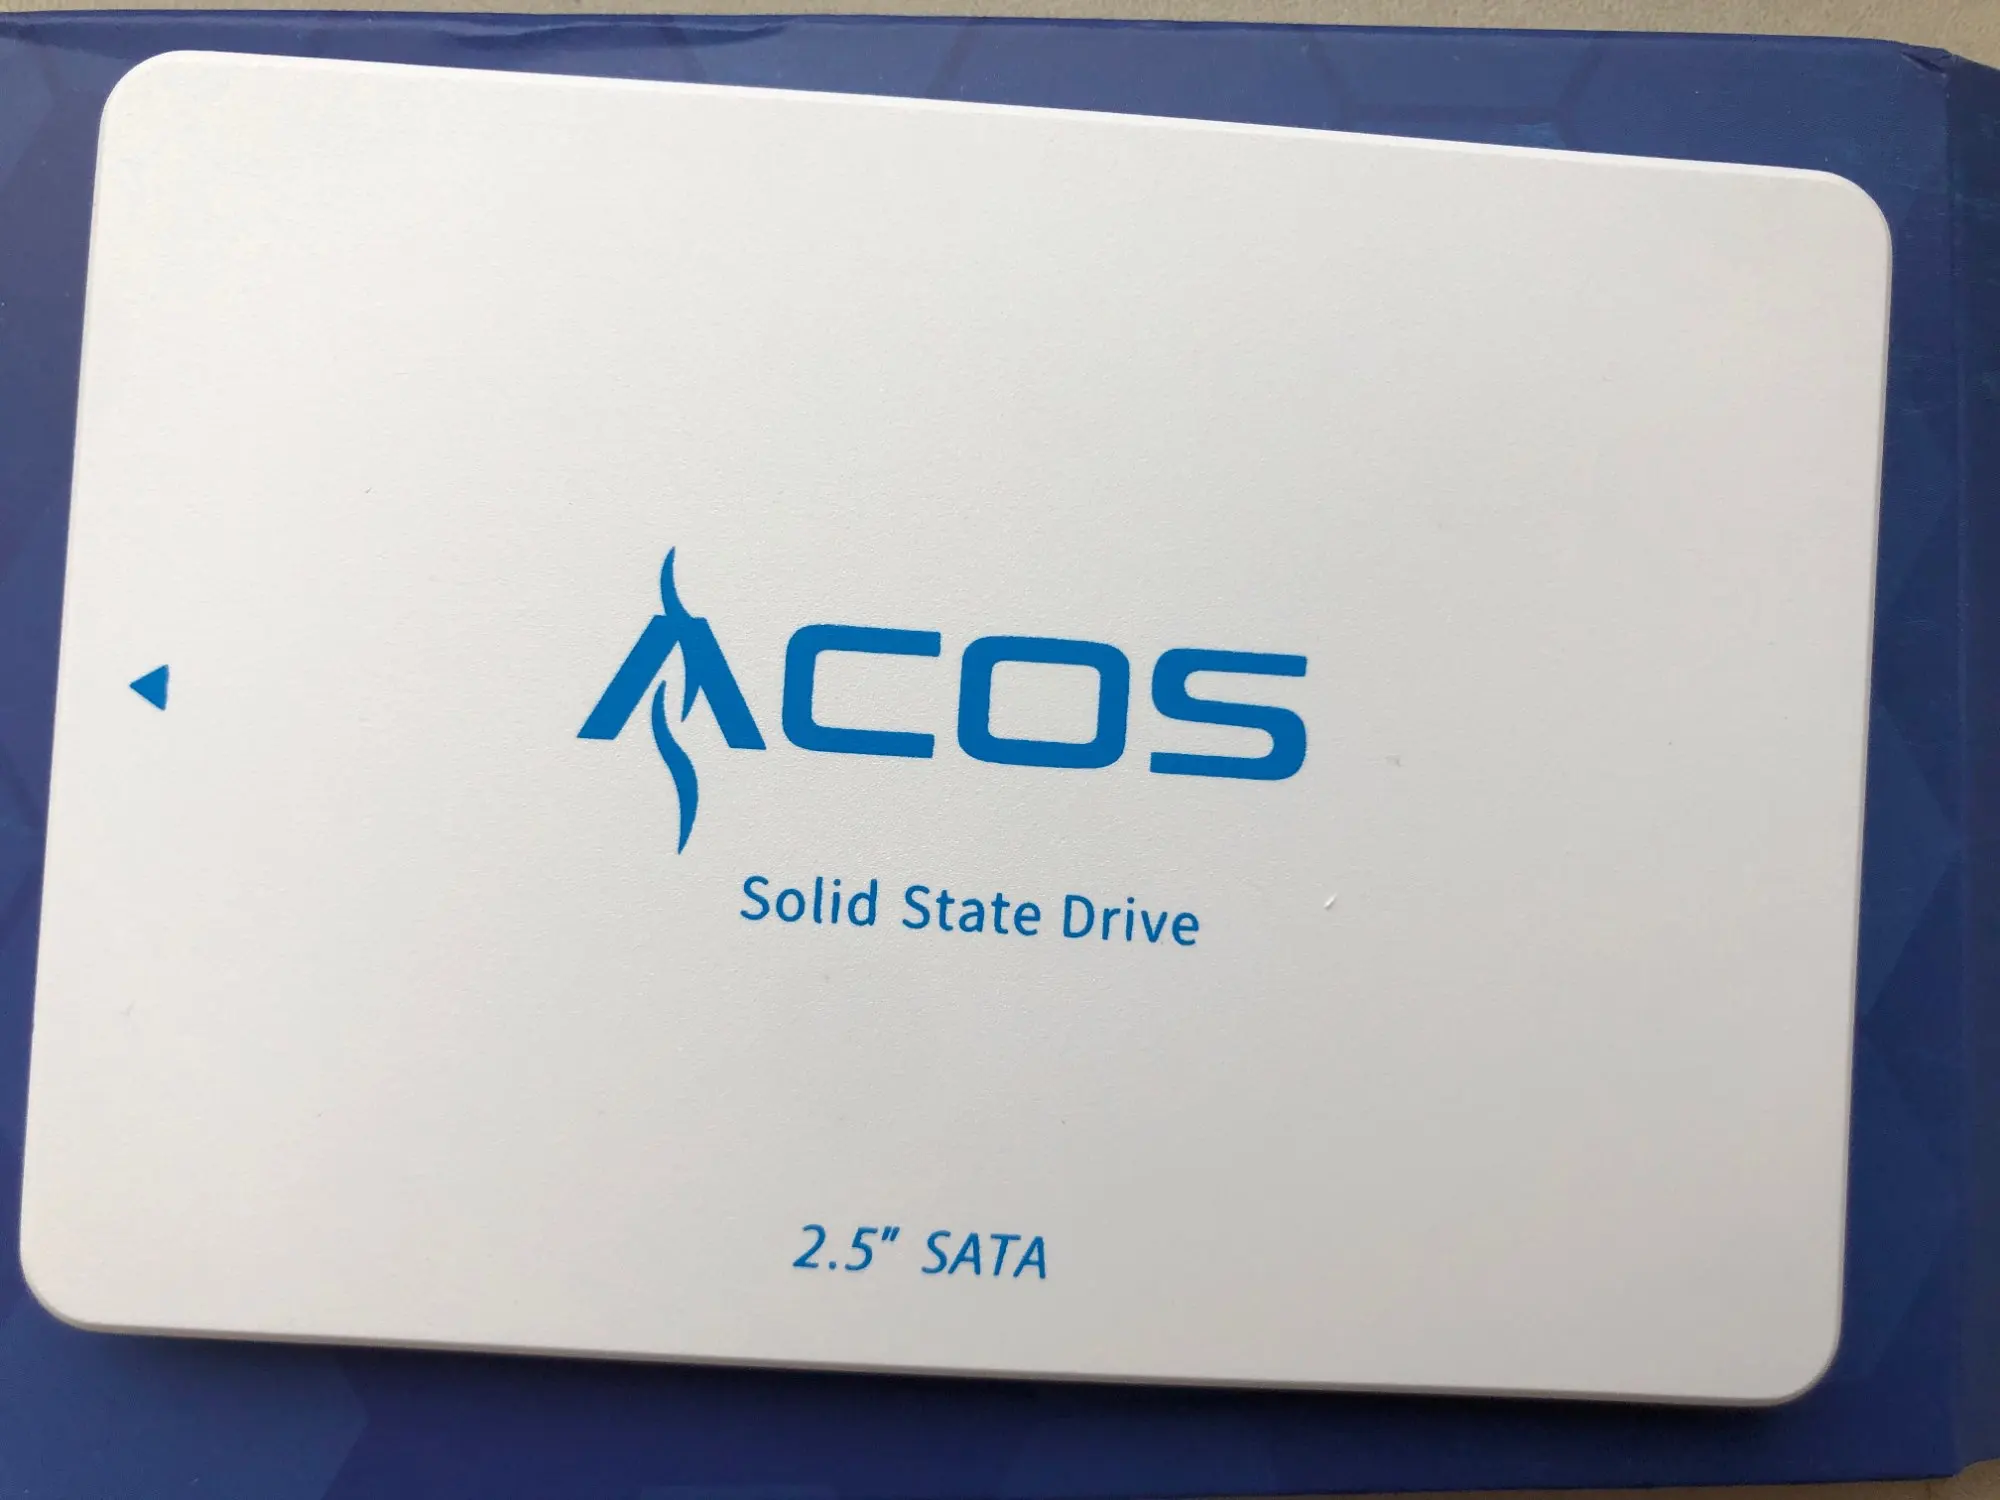 ACOS
Solid State Drive
2.5" SATA